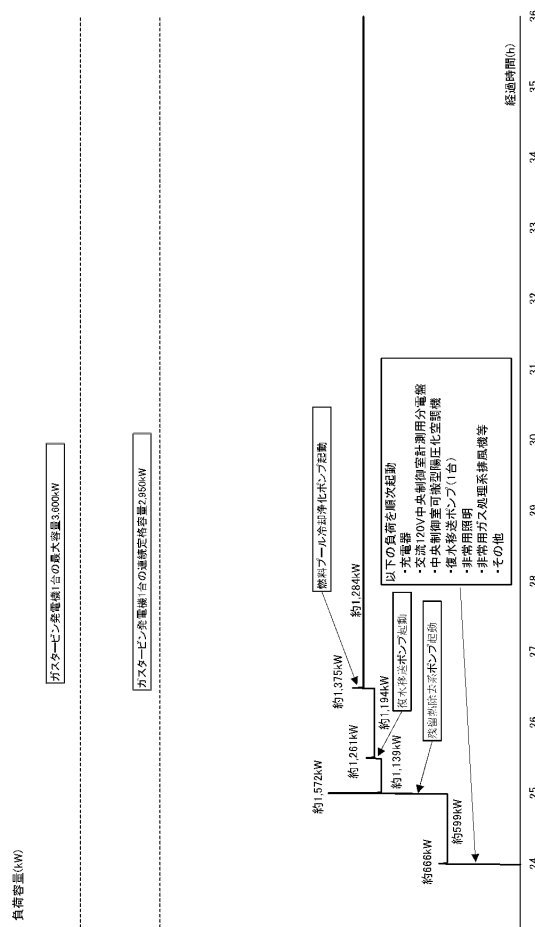 負荷容量(kW)
ガスタービン発電機1台の最大容量3,600kW
ガスタービン発電機1台の連続定格容量2,950kW
約1,572kW
約1,375kW
燃料プール冷却浄化ポンプ起動
約1,284kW
約1,261kW
約1,194kW
復水移送ポンプ起動
約1,139kW
残留熱除去系ポンプ起動
約666kW
約599kW
以下の負荷を順次起動
・充電器
・交流120V中央制御室計測用分電盤
・中央制御室可搬型陽圧化空調機
・復水移送ポンプ(1台)
・非常用照明
・非常用ガス処理系排風機等
・その他
経過時間(h)
24 25 26 27 28 29 30 31 32 33 34 35 36